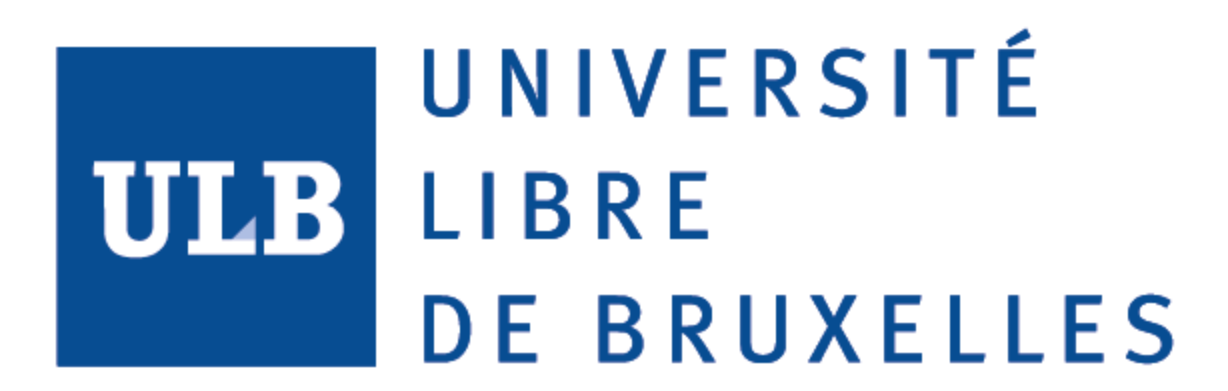 ULB
UNIVERSITÉ
LIBRE
DE BRUXELLES